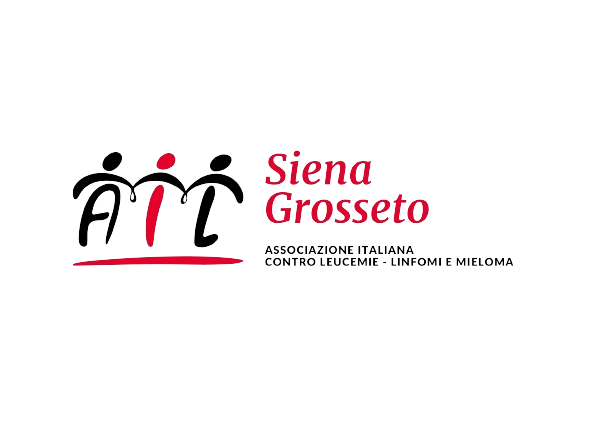 AIL
Siena
Grosseto
ASSOCIAZIONE ITALIANA
CONTRO LEUCEMIE - LINFOMI E MIELOMA